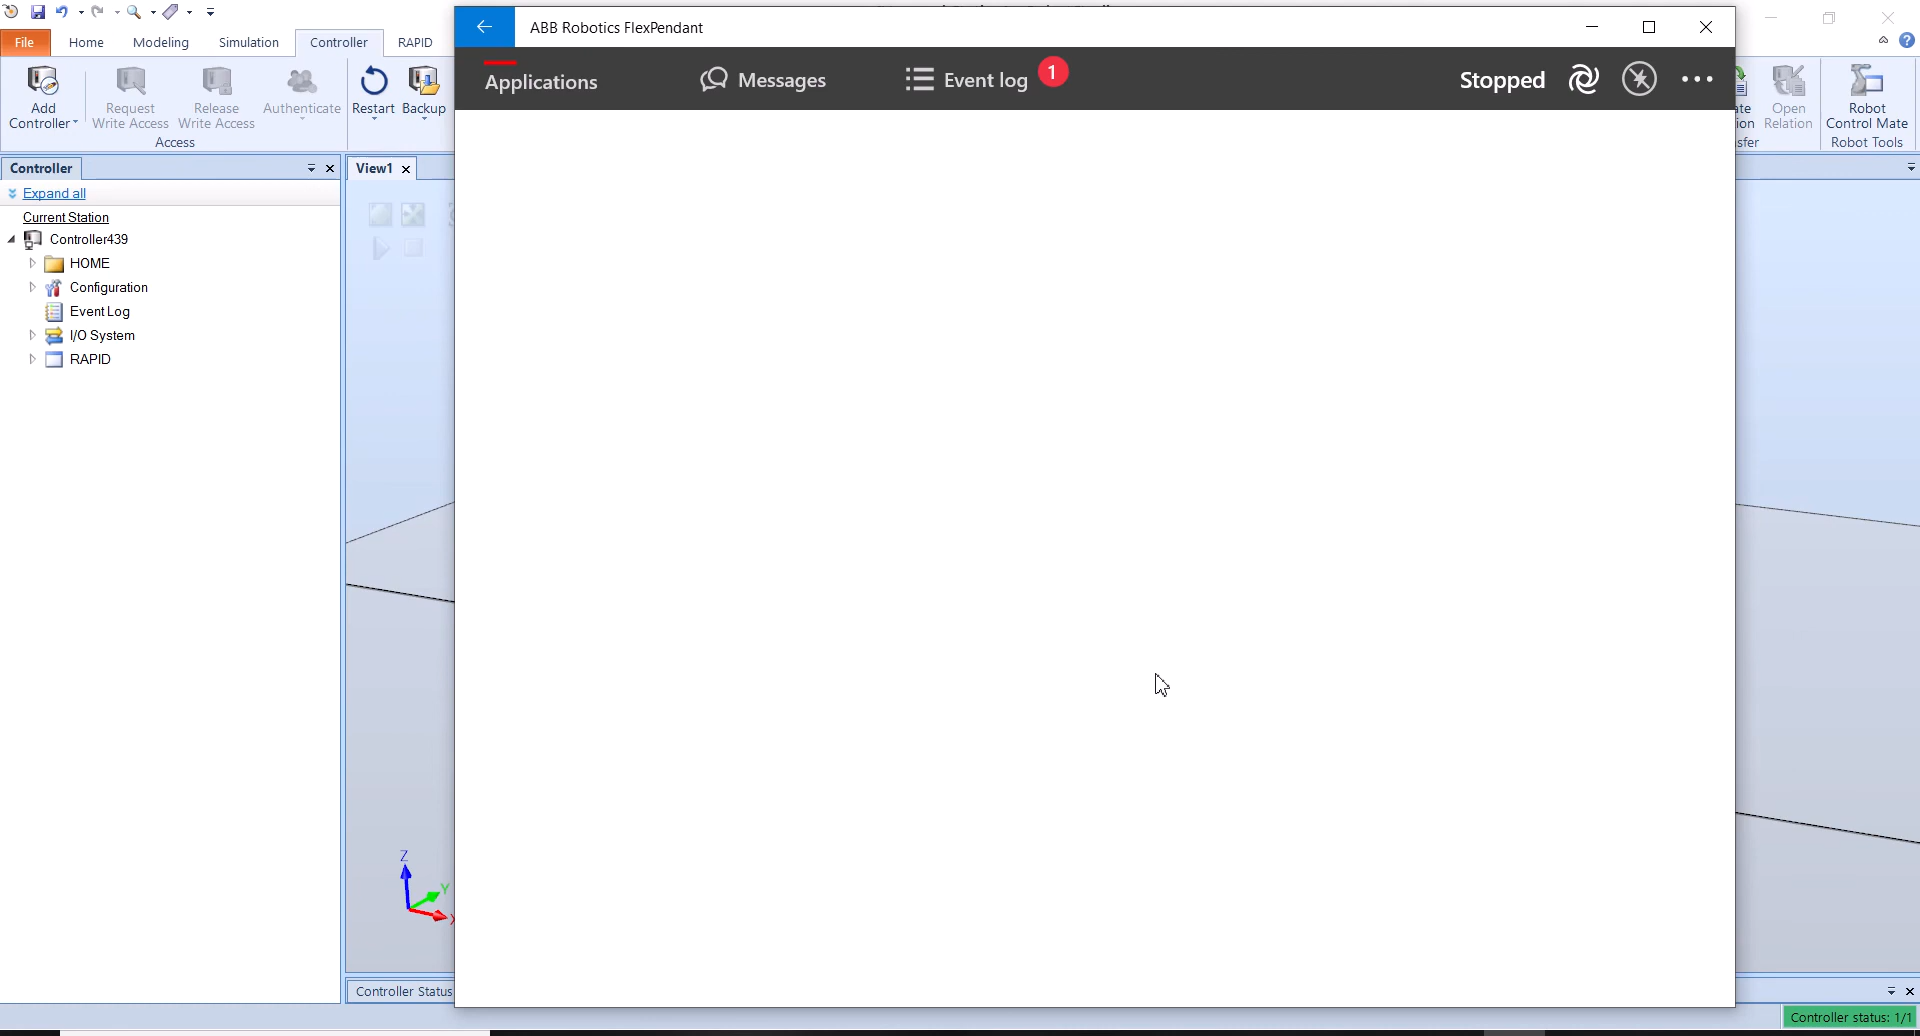 ABB Robotics FlexPendant
File
Home
Modeling
Simulation
Controller
RAPID
Applications
Messages
Event log
1
Stopped
Add
Controller
Request
Write Access
Release
Write Access
Authenticate
Restart
Backup
Open
Relation
Robot
Control Mate
Access
Robot Tools
Controller
View1
Expand all
Current Station
Controller439
HOME
Configuration
Event Log
I/O System
RAPID
Z
Y
X
Controller Status
Controller status: 1/1